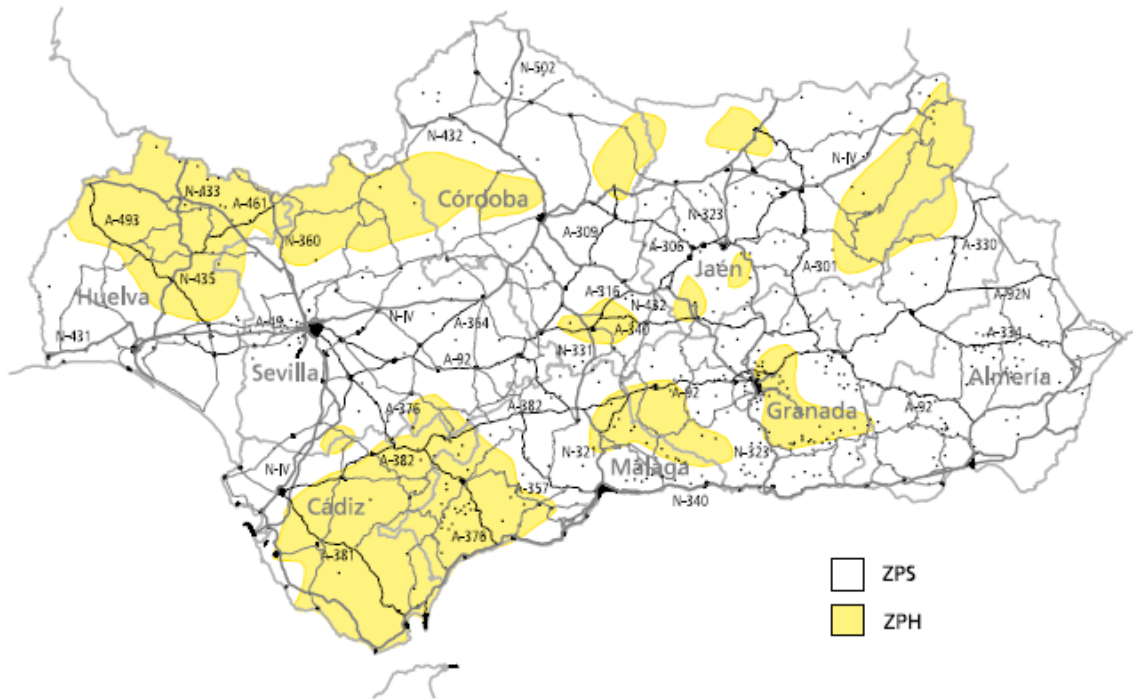 N-502
N-432
N-IV
N-433
A-461
Córdoba
A-493
N-323
N-360
A-309
A-306
A-330
Jaén
A-301
N-435
Huelva
A-316
N-432
A-92N
N-IV
A-364
A-49
A-340
N-431
A-334
N-331
A-92
Sevilla
Almería
A-92
A-376
A-382
Granada
A-92
A-382
N-321
N-323
N-IV
Málaga
A-357
Cádiz
N-340
A-376
A-381
ZPS
ZPH